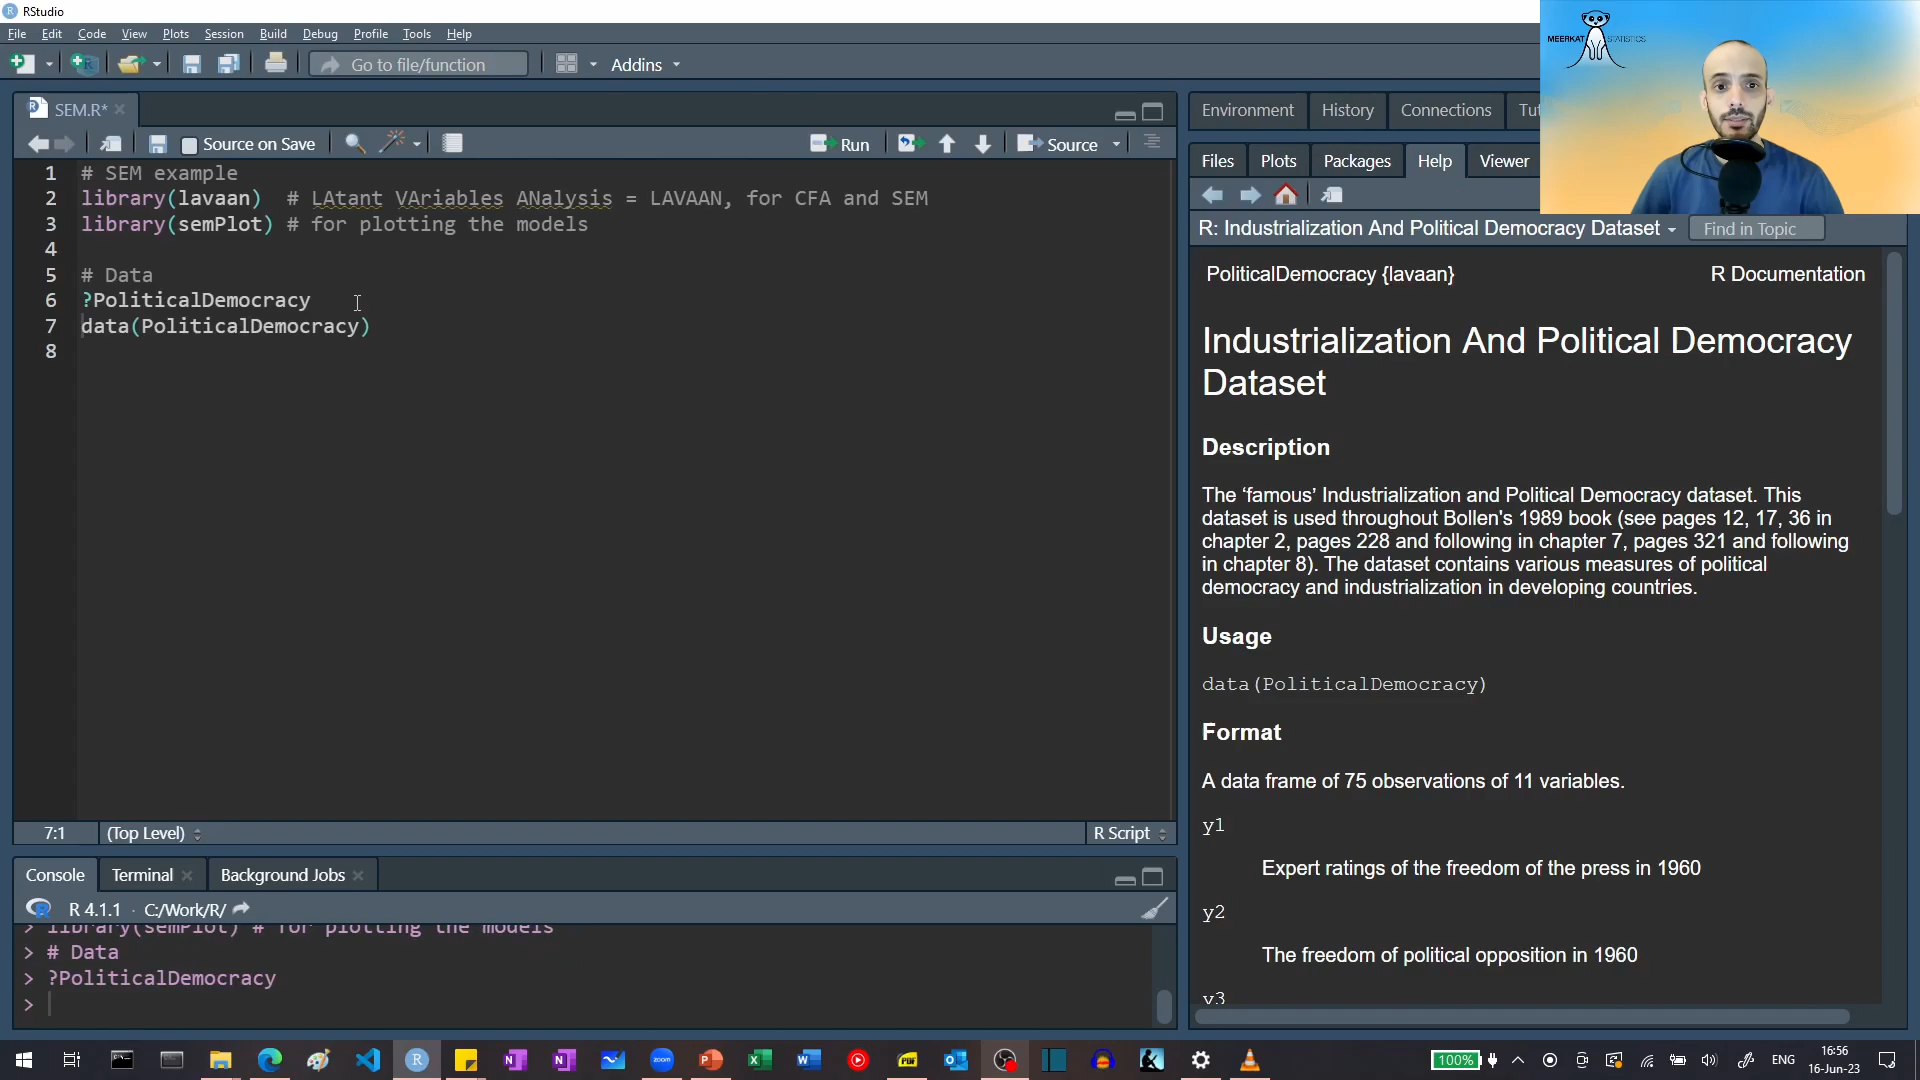 RStudio
File Edit Code View Plots Session Build Debug Profile Tools Help
Go to file/function
Addins
MEERKAT STATISTICS
SEM.R*
Source on Save
Run
Source
1 # SEM example
2 library(lavaan)  # LAtant VAriables ANalysis = LAVAAN, for CFA and SEM
3 library(semPlot) # for plotting the models
4
5 # Data
6 ?PoliticalDemocracy
7 data(PoliticalDemocracy)
8
7:1 (Top Level) R Script
Console Terminal Background Jobs
R 4.1.1 · C:/Work/R/
> library(semPlot) # for plotting the models
> # Data
> ?PoliticalDemocracy
>
Environment History Connections Tut
Files Plots Packages Help Viewer
R: Industrialization And Political Democracy Dataset
Find in Topic
PoliticalDemocracy {lavaan} R Documentation
Industrialization And Political Democracy
Dataset
Description
The ‘famous’ Industrialization and Political Democracy dataset. This
dataset is used throughout Bollen's 1989 book (see pages 12, 17, 36 in
chapter 2, pages 228 and following in chapter 7, pages 321 and following
in chapter 8). The dataset contains various measures of political
democracy and industrialization in developing countries.
Usage
data(PoliticalDemocracy)
Format
A data frame of 75 observations of 11 variables.
y1
Expert ratings of the freedom of the press in 1960
y2
The freedom of political opposition in 1960
y3
100%
ENG
16:56
16-Jun-23